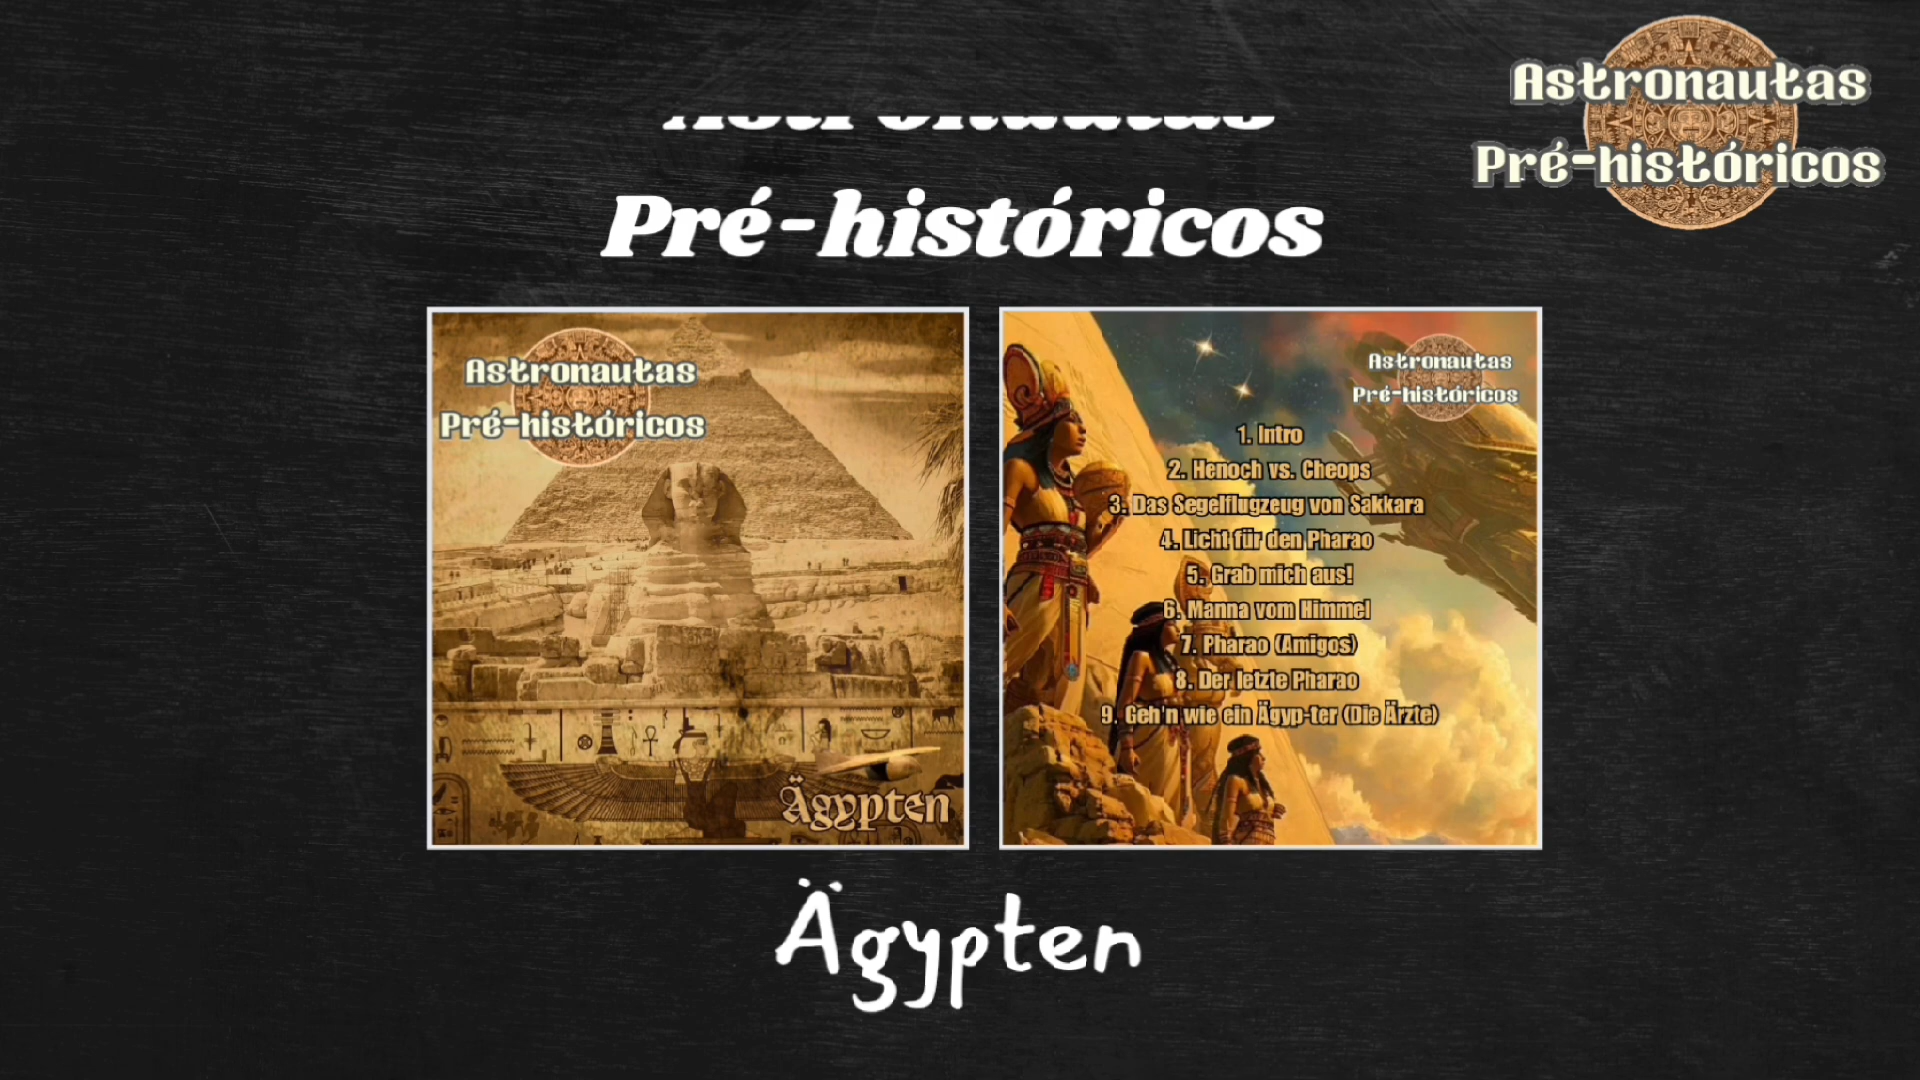 Astronautas
Pré-históricos
Astronautas
Pré-históricos
Astronautas
Pré-históricos
Ägypten
Astronautas
Pré-históricos
1. Intro
2. Henoch vs. Cheops
3. Das Segelflugzeug von Sakkara
4. Licht für den Pharao
5. Grab mich aus!
6. Manna vom Himmel
7. Pharao (Amigos)
8. Der letzte Pharao
9. Geh'n wie ein Ägyp-ter (Die Ärzte)
Ägypten